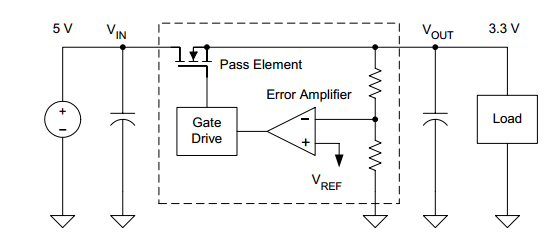 5 V
VIN
VOUT
3.3 V
Pass Element
Error Amplifier
Gate
Drive
Load
+
−
−
+
VREF